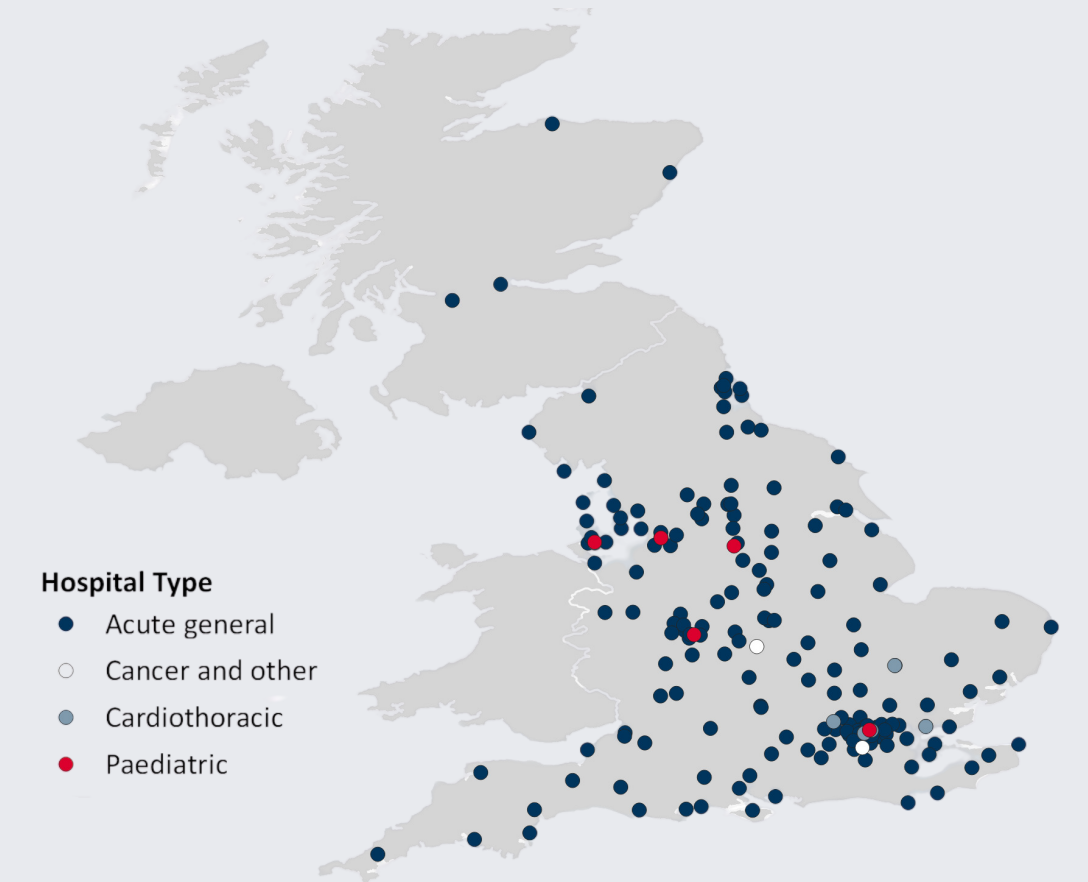 Hospital Type
Acute general
Cancer and other
Cardiothoracic
Paediatric